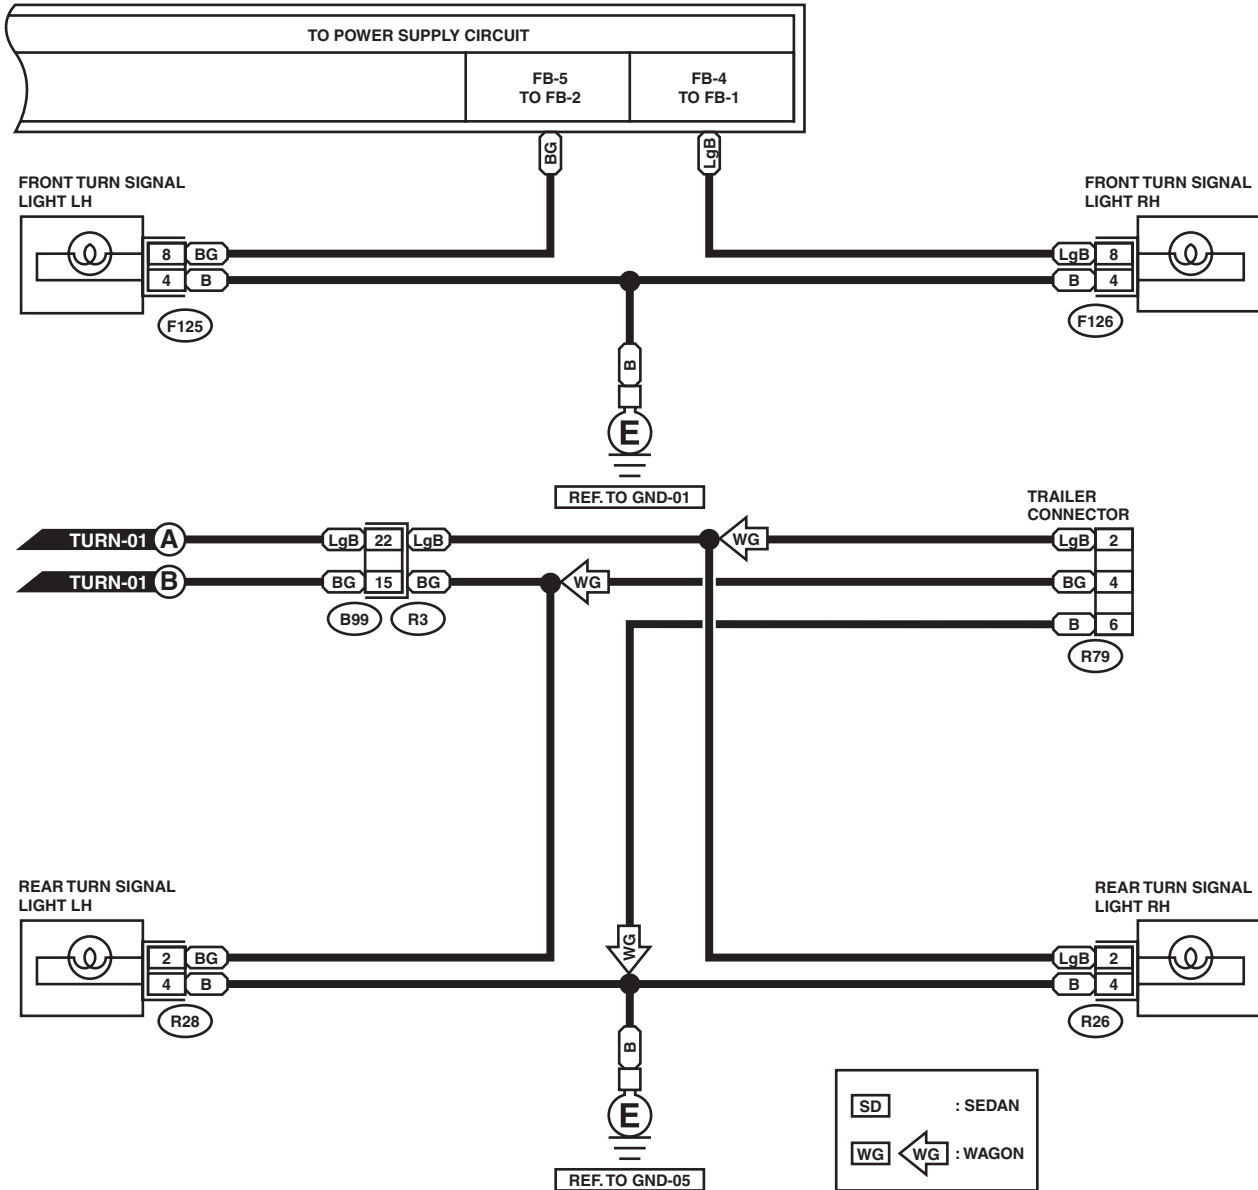 TO POWER SUPPLY CIRCUIT
FB-5
TO FB-2
FB-4
TO FB-1
BG
LgB
FRONT TURN SIGNAL
LIGHT LH
8 BG
4 B
F125
FRONT TURN SIGNAL
LIGHT RH
LgB 8
B 4
F126
B
E
REF. TO GND-01
TURN-01 A
LgB 22 LgB
WG
TRAILER
CONNECTOR
LgB 2
TURN-01 B
BG 15 BG
WG
BG 4
B99
R3
B 6
R79
REAR TURN SIGNAL
LIGHT LH
2 BG
4 B
R28
WG
REAR TURN SIGNAL
LIGHT RH
LgB 2
B 4
R26
B
E
REF. TO GND-05
SD : SEDAN
WG WG : WAGON